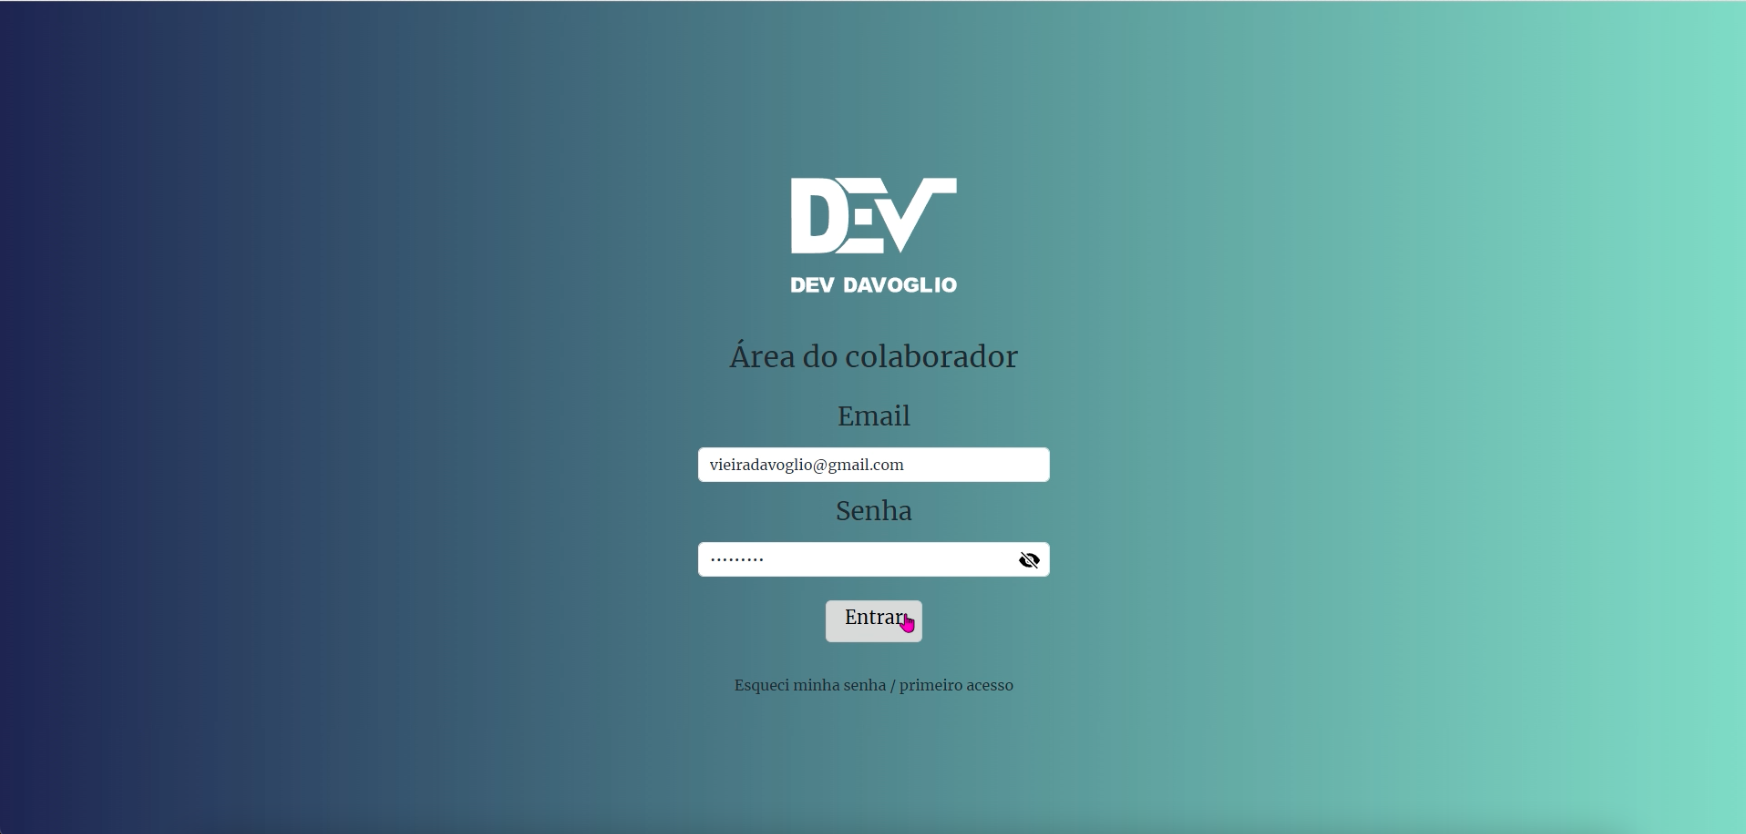 DEV
DEV DAVOGLIO
Área do colaborador
Email
vieiradavoglio@gmail.com
Senha
·········
Entrar
Esqueci minha senha / primeiro acesso